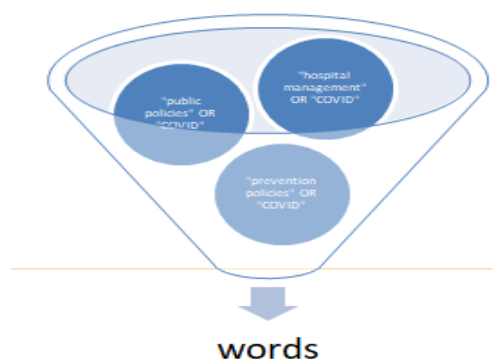 "hospital
management"
OR "COVID"
"public
policies" OR
"COVID"
"prevention
policies" OR
"COVID"
words